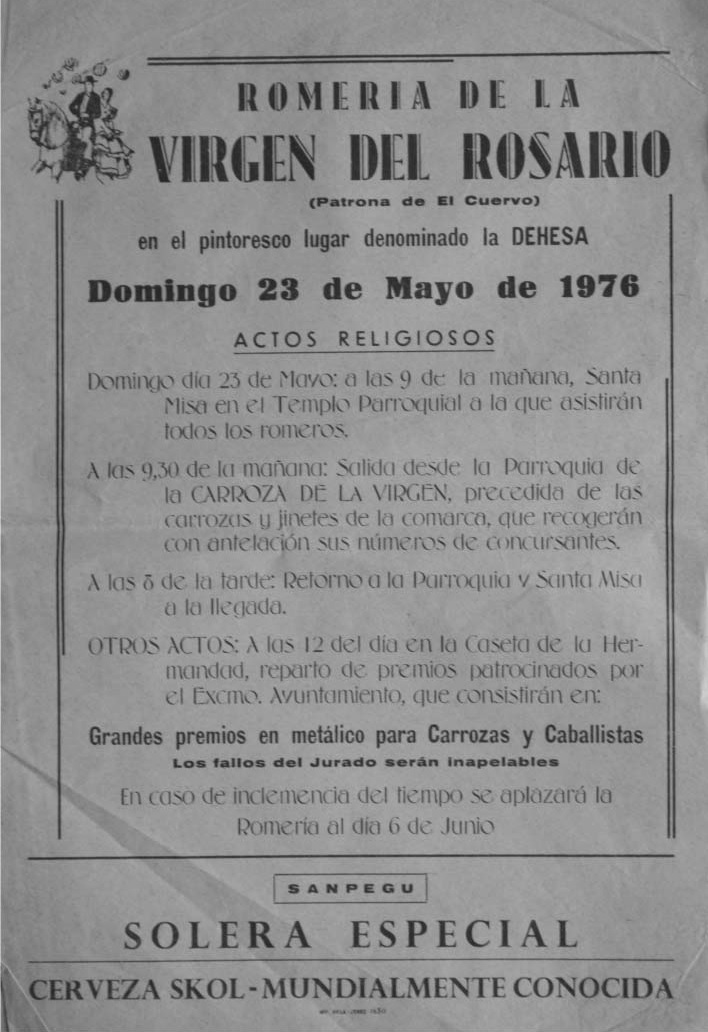 ROMERIA DE LA
VIRGEN DEL ROSARIO
(Patrona de El Cuervo)
en el pintoresco lugar denominado la DEHESA
Domingo 23 de Mayo de 1976
ACTOS RELIGIOSOS
Domingo día 23 de Mayo: a las 9 de la mañana, Santa
Misa en el Templo Parroquial a la que asistirán
todos los romeros.
A las 9,30 de la mañana: Salida desde la Parroquia de
la CARROZA DE LA VIRGEN, precedida de las
carrozas y jinetes de la comarca, que recogerán
con antelación sus números de concursantes.
A las 8 de la tarde: Retorno a la Parroquia y Santa Misa
a la llegada.
OTROS ACTOS: A las 12 del día en la Caseta de la Her-
mandad, reparto de premios patrocinados por
el Excmo. Ayuntamiento, que consistirán en:
Grandes premios en metálico para Carrozas y Caballistas
Los fallos del Jurado serán inapelables
En caso de inclemencia del tiempo se aplazará la
Romería al día 6 de Junio
SANPEGU
SOLERA ESPECIAL
CERVEZA SKOL-MUNDIALMENTE CONOCIDA